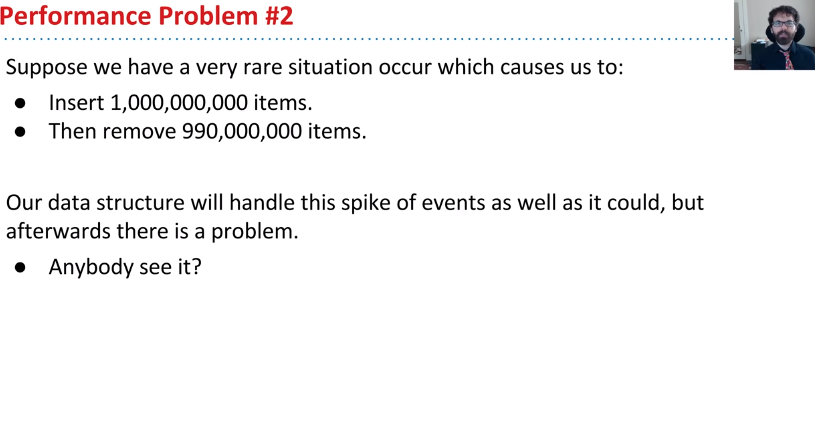 Performance Problem #2
Suppose we have a very rare situation occur which causes us to:
● Insert 1,000,000,000 items.
● Then remove 990,000,000 items.
Our data structure will handle this spike of events as well as it could, but
afterwards there is a problem.
● Anybody see it?